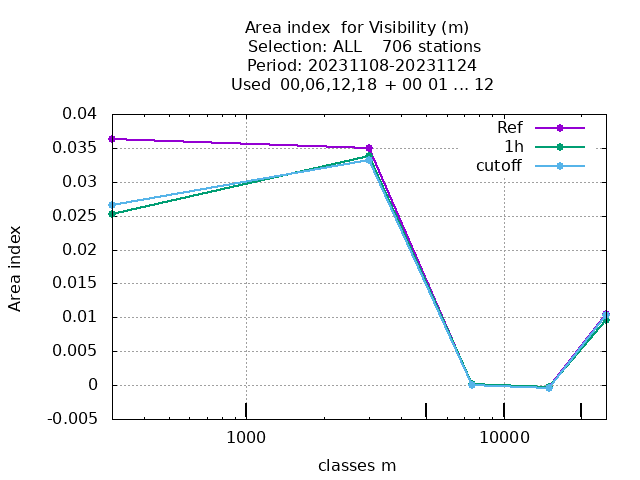 Area index  for Visibility (m)
Selection: ALL    706 stations
Period: 20231108-20231124
Used  00,06,12,18  + 00 01 ... 12
Ref
1h
cutoff
0.04
0.035
0.03
0.025
0.02
0.015
0.01
0.005
0
-0.005
Area index
1000
10000
classes m